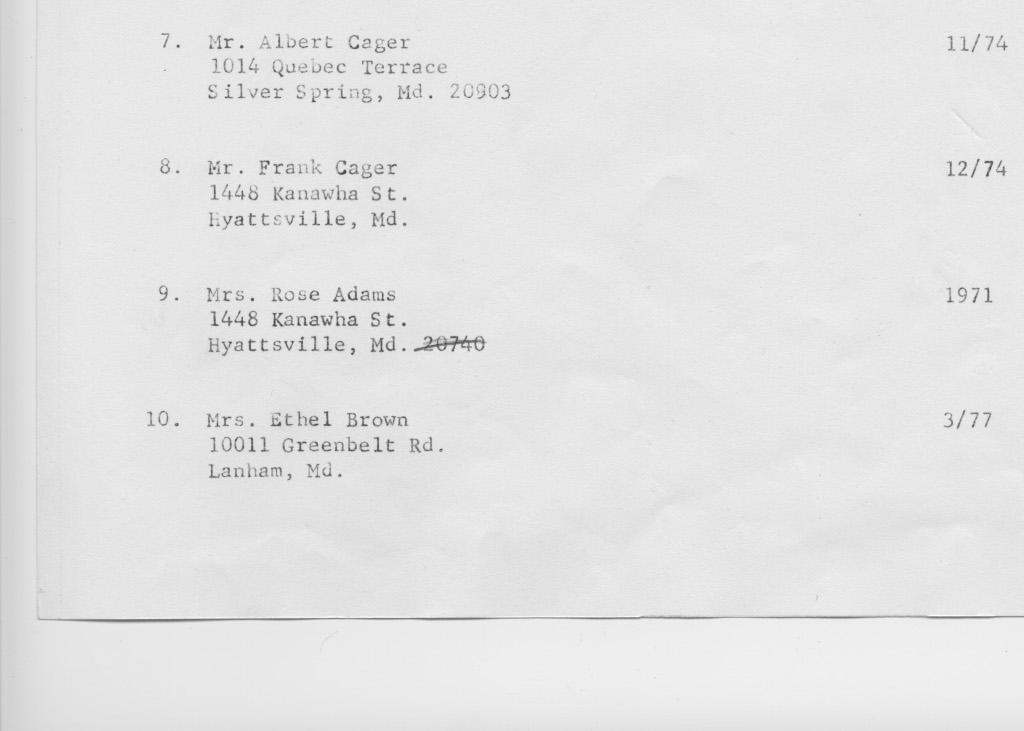 7. Mr. Albert Cager 11/74
1014 Quebec Terrace
Silver Spring, Md. 20903
8. Mr. Frank Cager 12/74
1448 Kanawha St.
Hyattsville, Md.
9. Mrs. Rose Adams 1971
1448 Kanawha St.
Hyattsville, Md. 20740
10. Mrs. Ethel Brown 3/77
10011 Greenbelt Rd.
Lanham, Md.